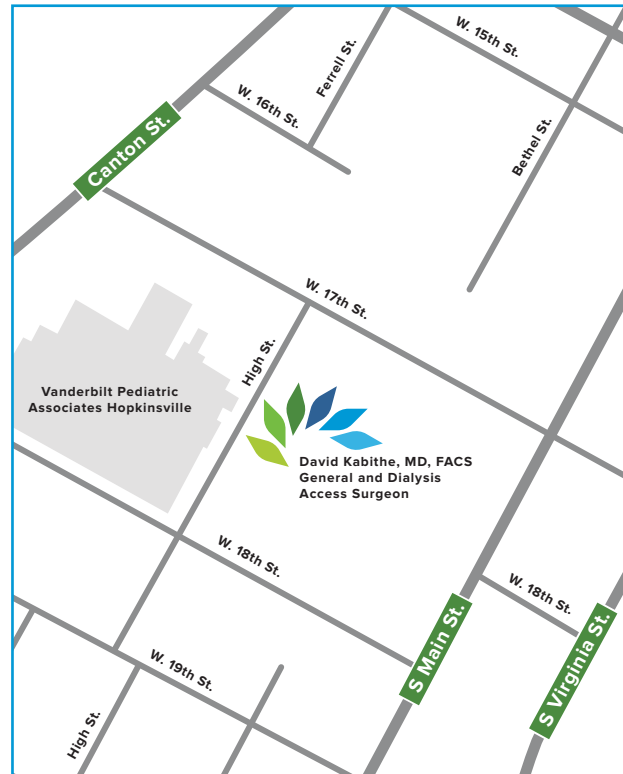 W. 15th St.
Ferrell St.
W. 16th St.
Canton St.
Bethel St.
W. 17th St.
High St.
Vanderbilt Pediatric
Associates Hopkinsville
David Kabithe, MD, FACS
General and Dialysis
Access Surgeon
W. 18th St.
W. 18th St.
S Main St.
S Virginia St.
W. 19th St.
High St.